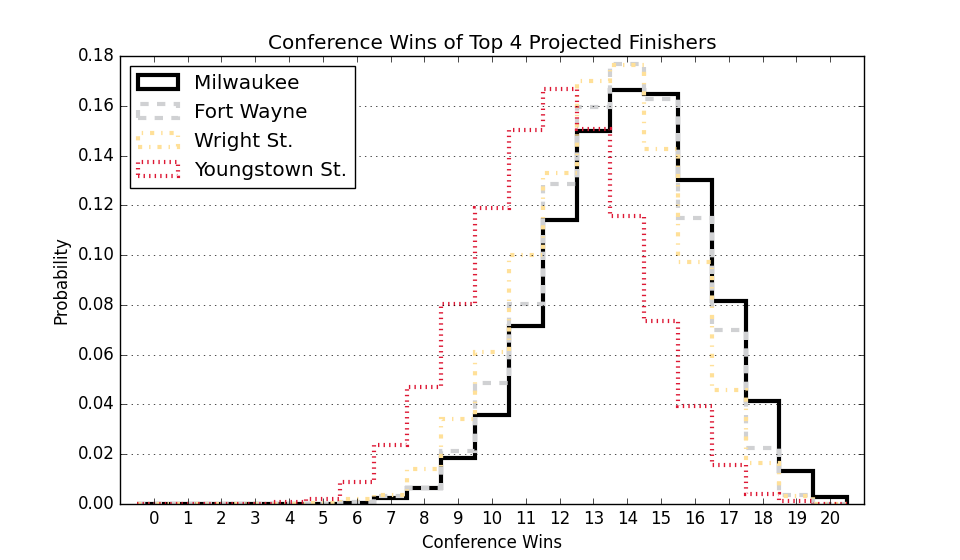 Conference Wins of Top 4 Projected Finishers
0.18
0.16
0.14
0.12
0.10
0.08
0.06
0.04
0.02
0.00
Probability
Milwaukee
Fort Wayne
Wright St.
Youngstown St.
0 1 2 3 4 5 6 7 8 9 10 11 12 13 14 15 16 17 18 19 20
Conference Wins